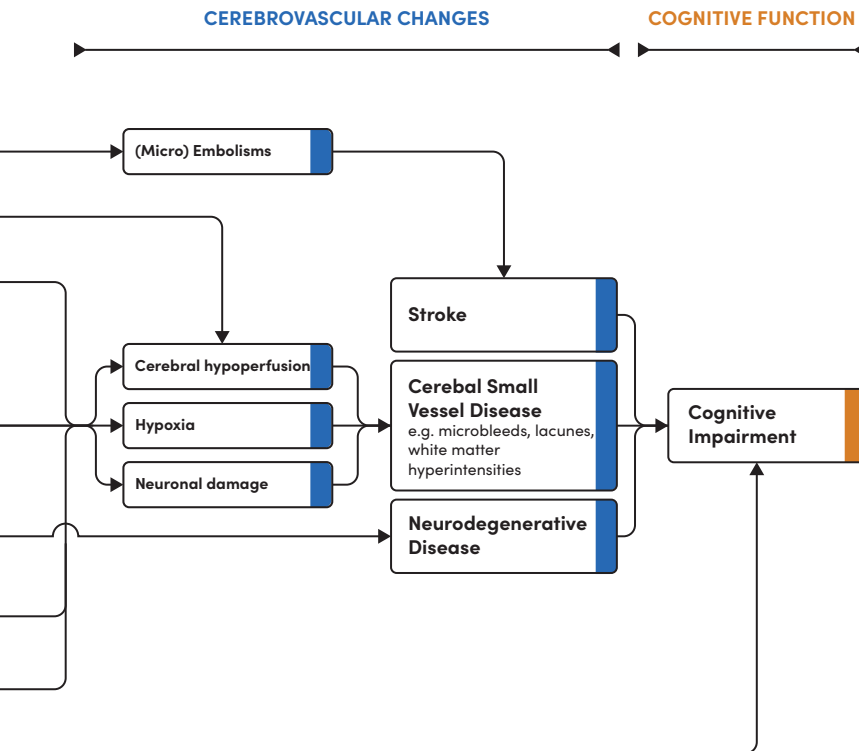 CEREBROVASCULAR CHANGES
COGNITIVE FUNCTION
(Micro) Embolisms
Stroke
Cerebral hypoperfusion
Hypoxia
Neuronal damage
Cerebal Small
Vessel Disease
e.g. microbleeds, lacunes,
white matter
hyperintensities
Neurodegenerative
Disease
Cognitive
Impairment